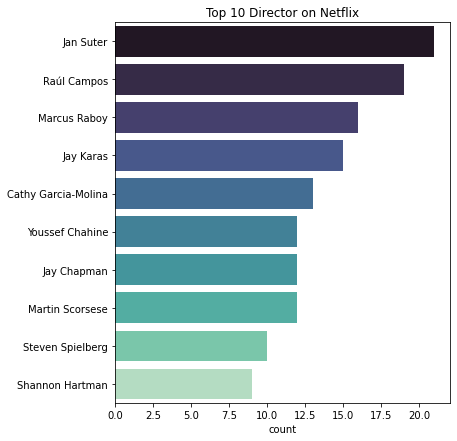 Top 10 Director on Netflix
Jan Suter
Raúl Campos
Marcus Raboy
Jay Karas
Cathy Garcia-Molina
Youssef Chahine
Jay Chapman
Martin Scorsese
Steven Spielberg
Shannon Hartman
0.0 2.5 5.0 7.5 10.0 12.5 15.0 17.5 20.0
count